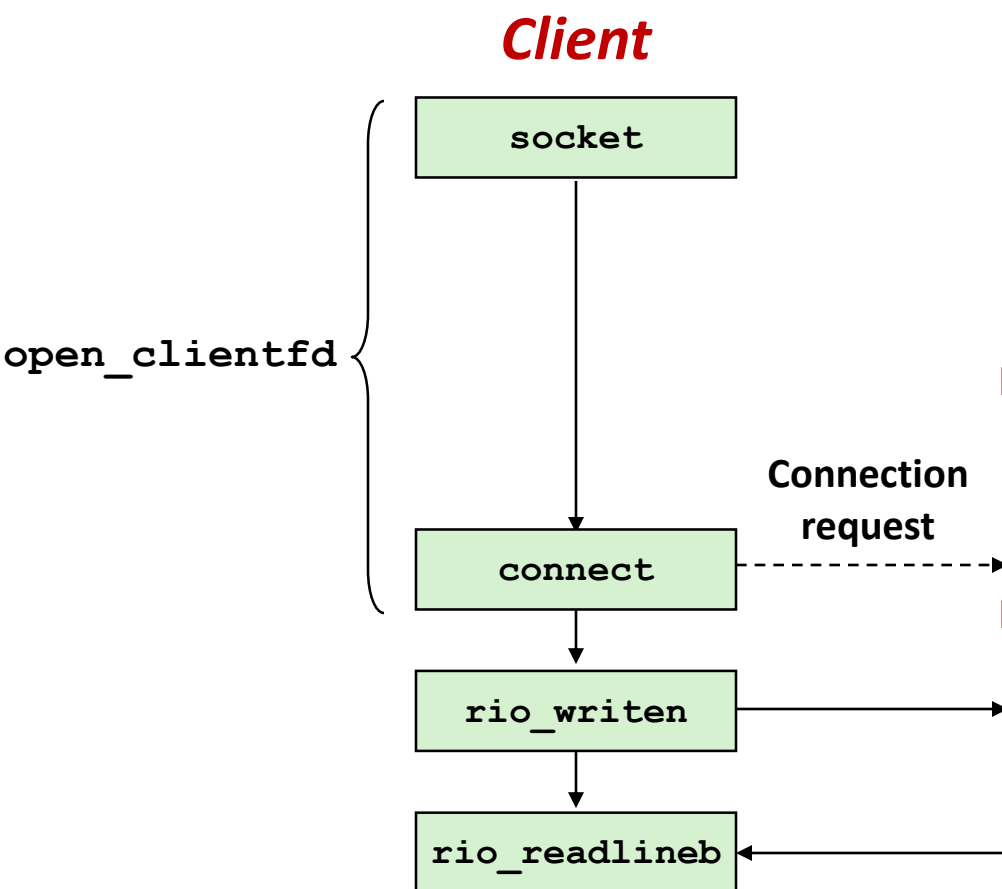 Client
socket
open_clientfd
Connection
request
connect
rio_writen
rio_readlineb